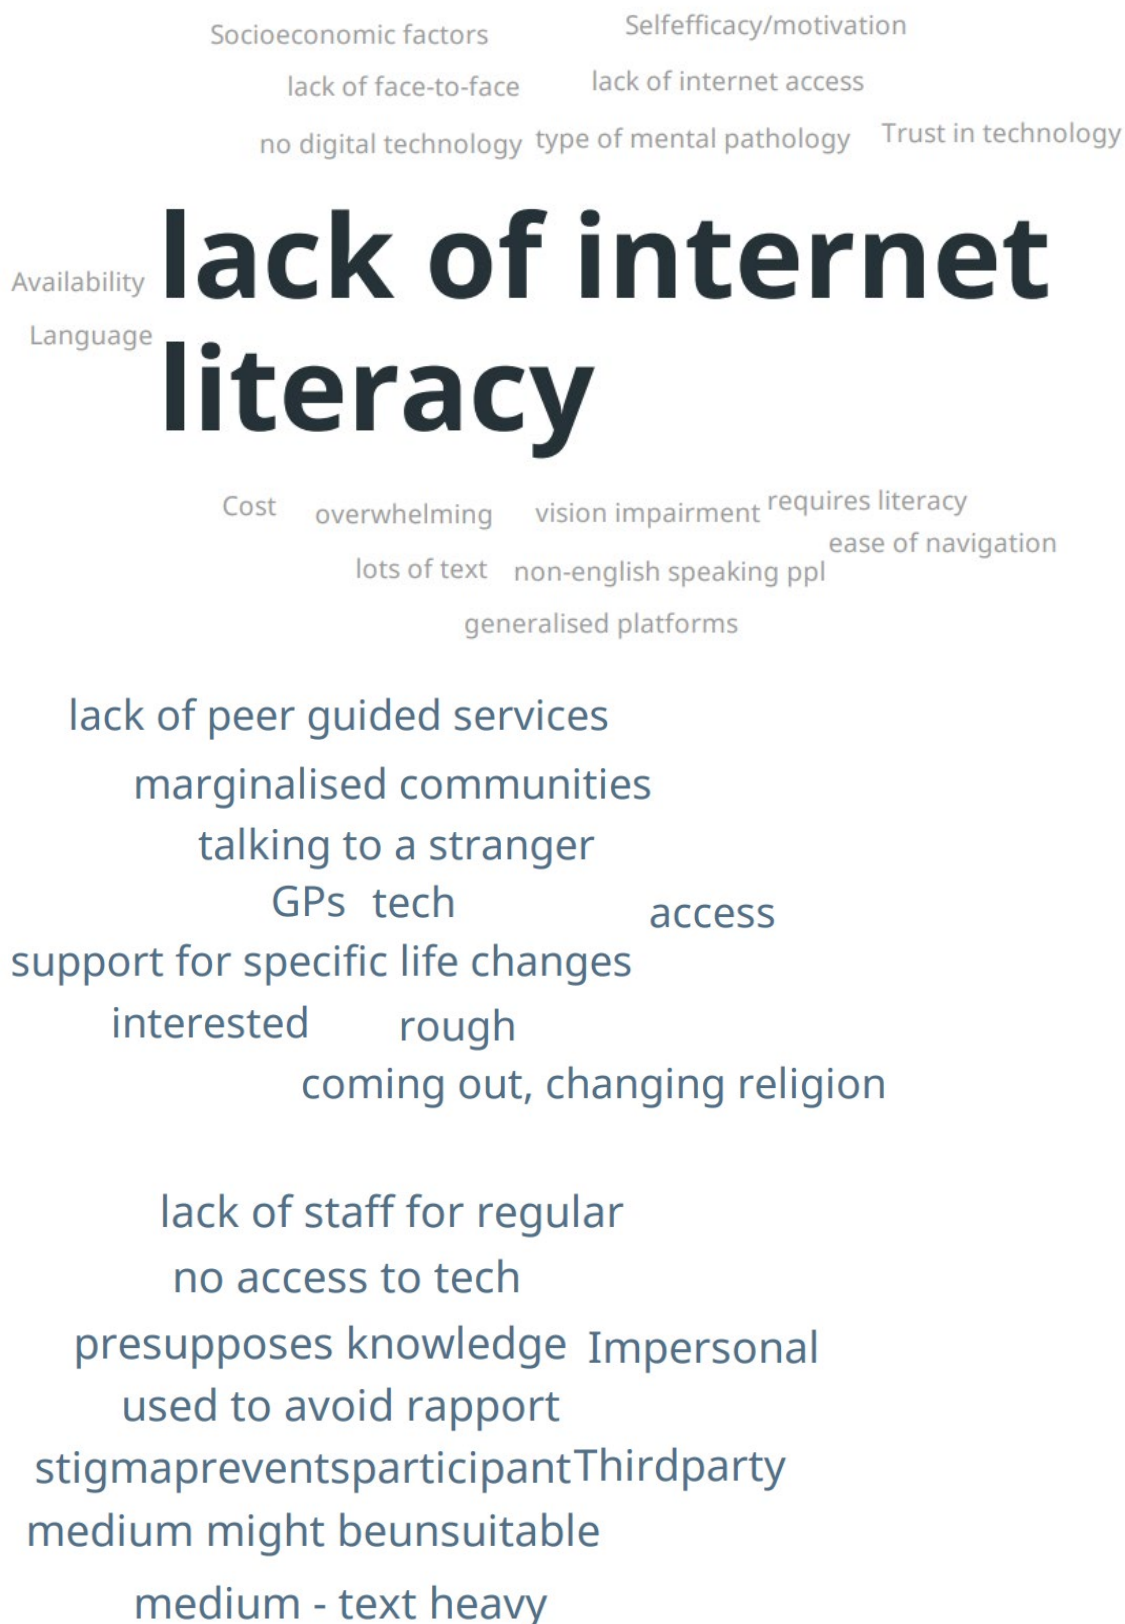 Socioeconomic factors
Selfefficacy/motivation
lack of face-to-face
lack of internet access
no digital technology
type of mental pathology
Trust in technology
lack of internet
literacy
Availability
Language
Cost
overwhelming
vision impairment
requires literacy
ease of navigation
lots of text
non-english speaking ppl
generalised platforms
lack of peer guided services
marginalised communities
talking to a stranger
GPs
tech
access
support for specific life changes
interested
rough
coming out, changing religion
lack of staff for regular
no access to tech
presupposes knowledge
Impersonal
used to avoid rapport
stigmapreventsparticipant
Thirdparty
medium might beunsuitable
medium - text heavy